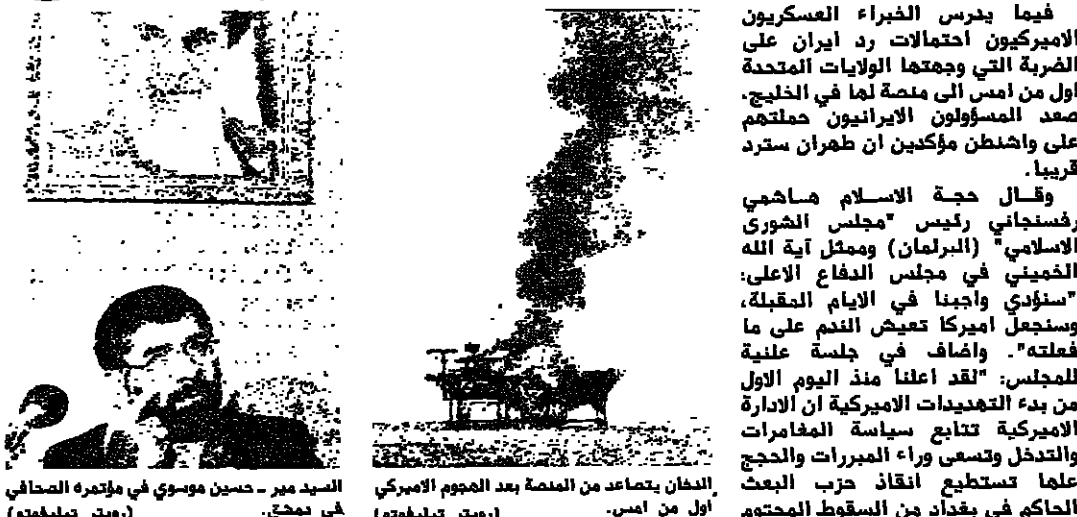 فيما يدرس الخبراء العسكريون
الاميركيون احتمالات رد ايران على
الضربة التي وجهتها الولايات المتحدة
اول من امس الى منصة لها في الخليج،
صعد المسؤولون الايرانيون حملتهم
على واشنطن مؤكدين ان طهران سترد
قريبا.
وقال حجة الاسلام هاشمي
رفسنجاني رئيس "مجلس الشورى
الاسلامي" (البرلمان) وممثل آية الله
الخميني في مجلس الدفاع الاعلى:
"سنؤدي واجبنا في الايام المقبلة،
وسنجعل اميركا تعيش الندم على ما
فعلته". واضاف في جلسة علنية
للمجلس: "لقد اعلنا منذ اليوم الاول
من بدء التهديدات الاميركية ان الادارة
الاميركية تتابع سياسة المغامرات
والتدخل وتسعى وراء المبررات والحجج
علها تستطيع انقاذ حزب البعث
الحاكم في بغداد من السقوط المحتوم
الدخان يتصاعد من المنصة بعد الهجوم الاميركي
أول من امس. (رويتر تيليفوتو)
السيد مير ـ حسين موسوي في مؤتمره الصحافي
في دمشق. (رويتر تيليفوتو)